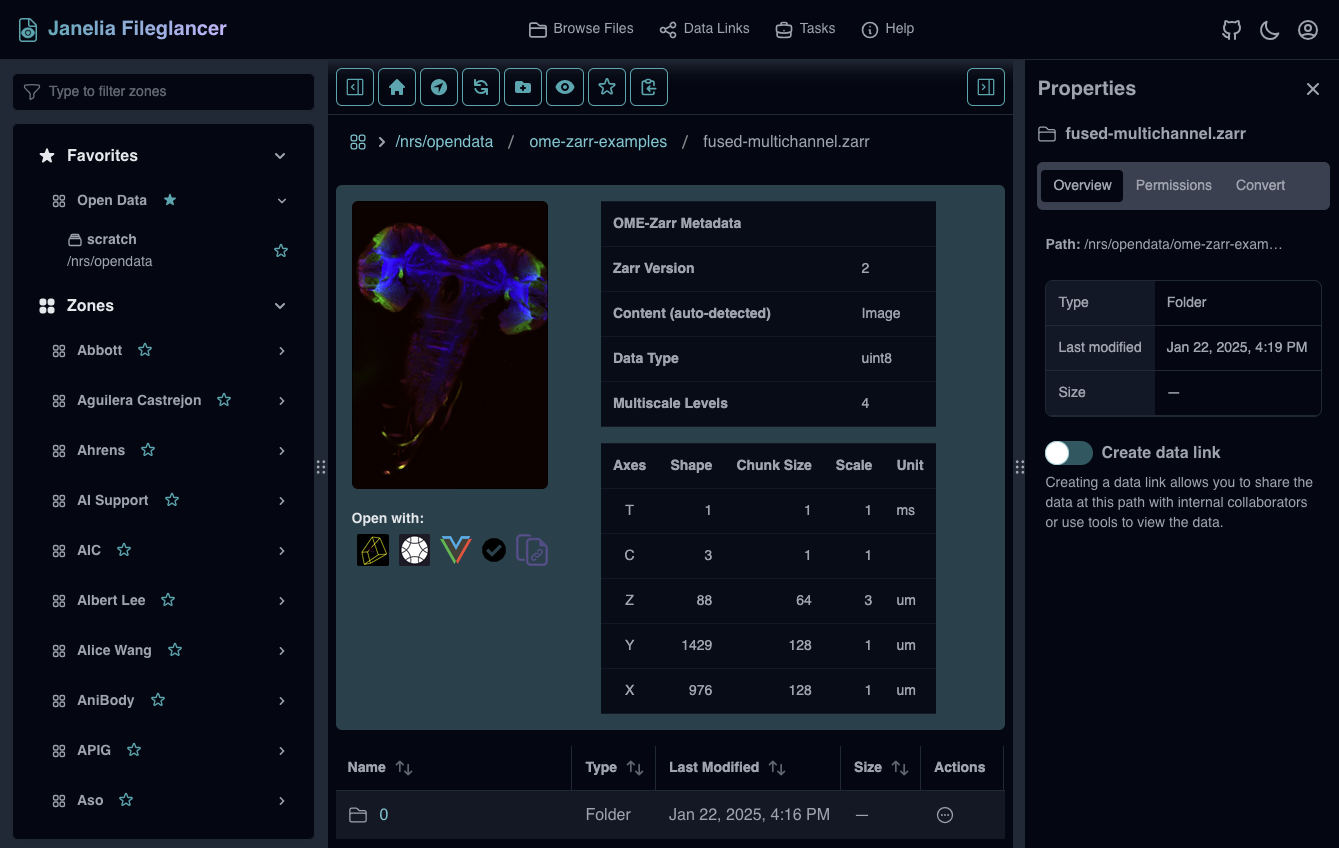 Janelia Fileglancer
Browse Files
Data Links
Tasks
Help
Type to filter zones
Favorites
Open Data
scratch
/nrs/opendata
Zones
Abbott
Aguilera Castrejon
Ahrens
AI Support
AIC
Albert Lee
Alice Wang
AniBody
APIG
Aso
/nrs/opendata / ome-zarr-examples / fused-multichannel.zarr
Open with:
OME-Zarr Metadata
Zarr Version 2
Content (auto-detected) Image
Data Type uint8
Multiscale Levels 4
Axes Shape Chunk Size Scale Unit
T 1 1 1 ms
C 3 1 1
Z 88 64 3 um
Y 1429 128 1 um
X 976 128 1 um
Name Type Last Modified Size Actions
0 Folder Jan 22, 2025, 4:16 PM —
Properties
fused-multichannel.zarr
Overview Permissions Convert
Path: /nrs/opendata/ome-zarr-exam…
Type Folder
Last modified Jan 22, 2025, 4:19 PM
Size —
Create data link
Creating a data link allows you to share the
data at this path with internal collaborators
or use tools to view the data.